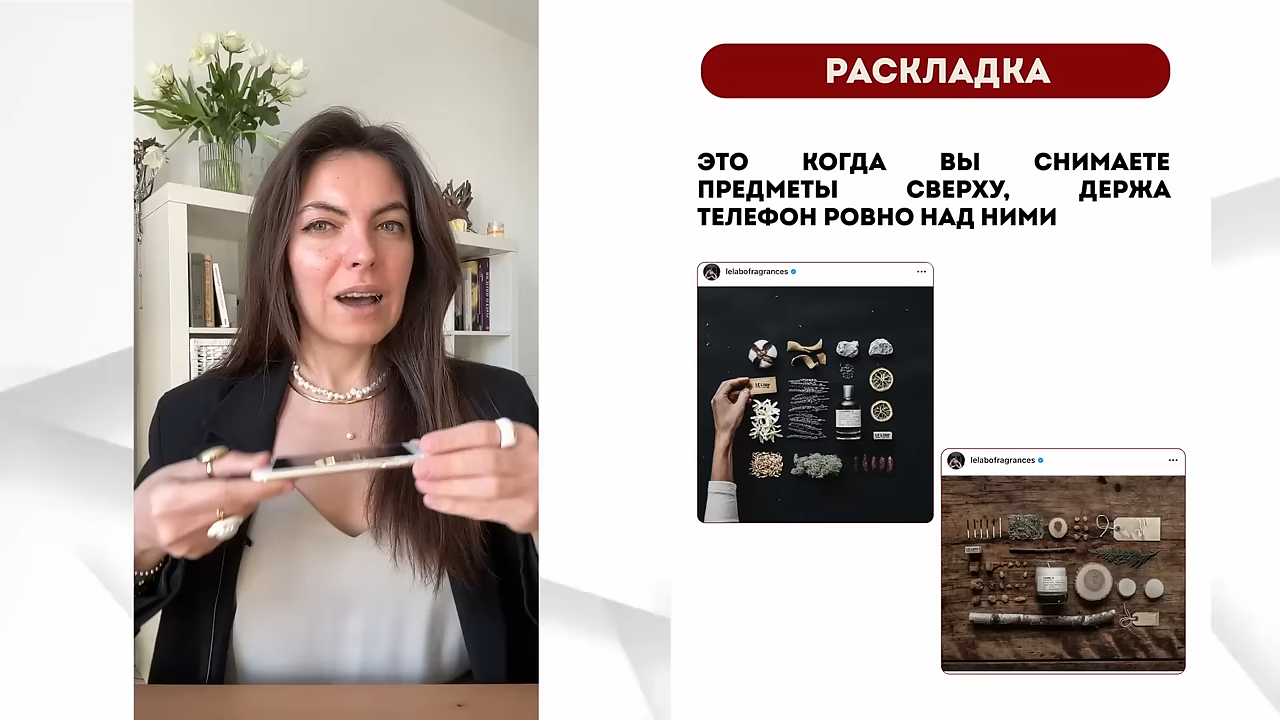 РАСКЛАДКА
ЭТО КОГДА ВЫ СНИМАЕТЕ
ПРЕДМЕТЫ СВЕРХУ, ДЕРЖА
ТЕЛЕФОН РОВНО НАД НИМИ
lelabofragrances
lelabofragrances